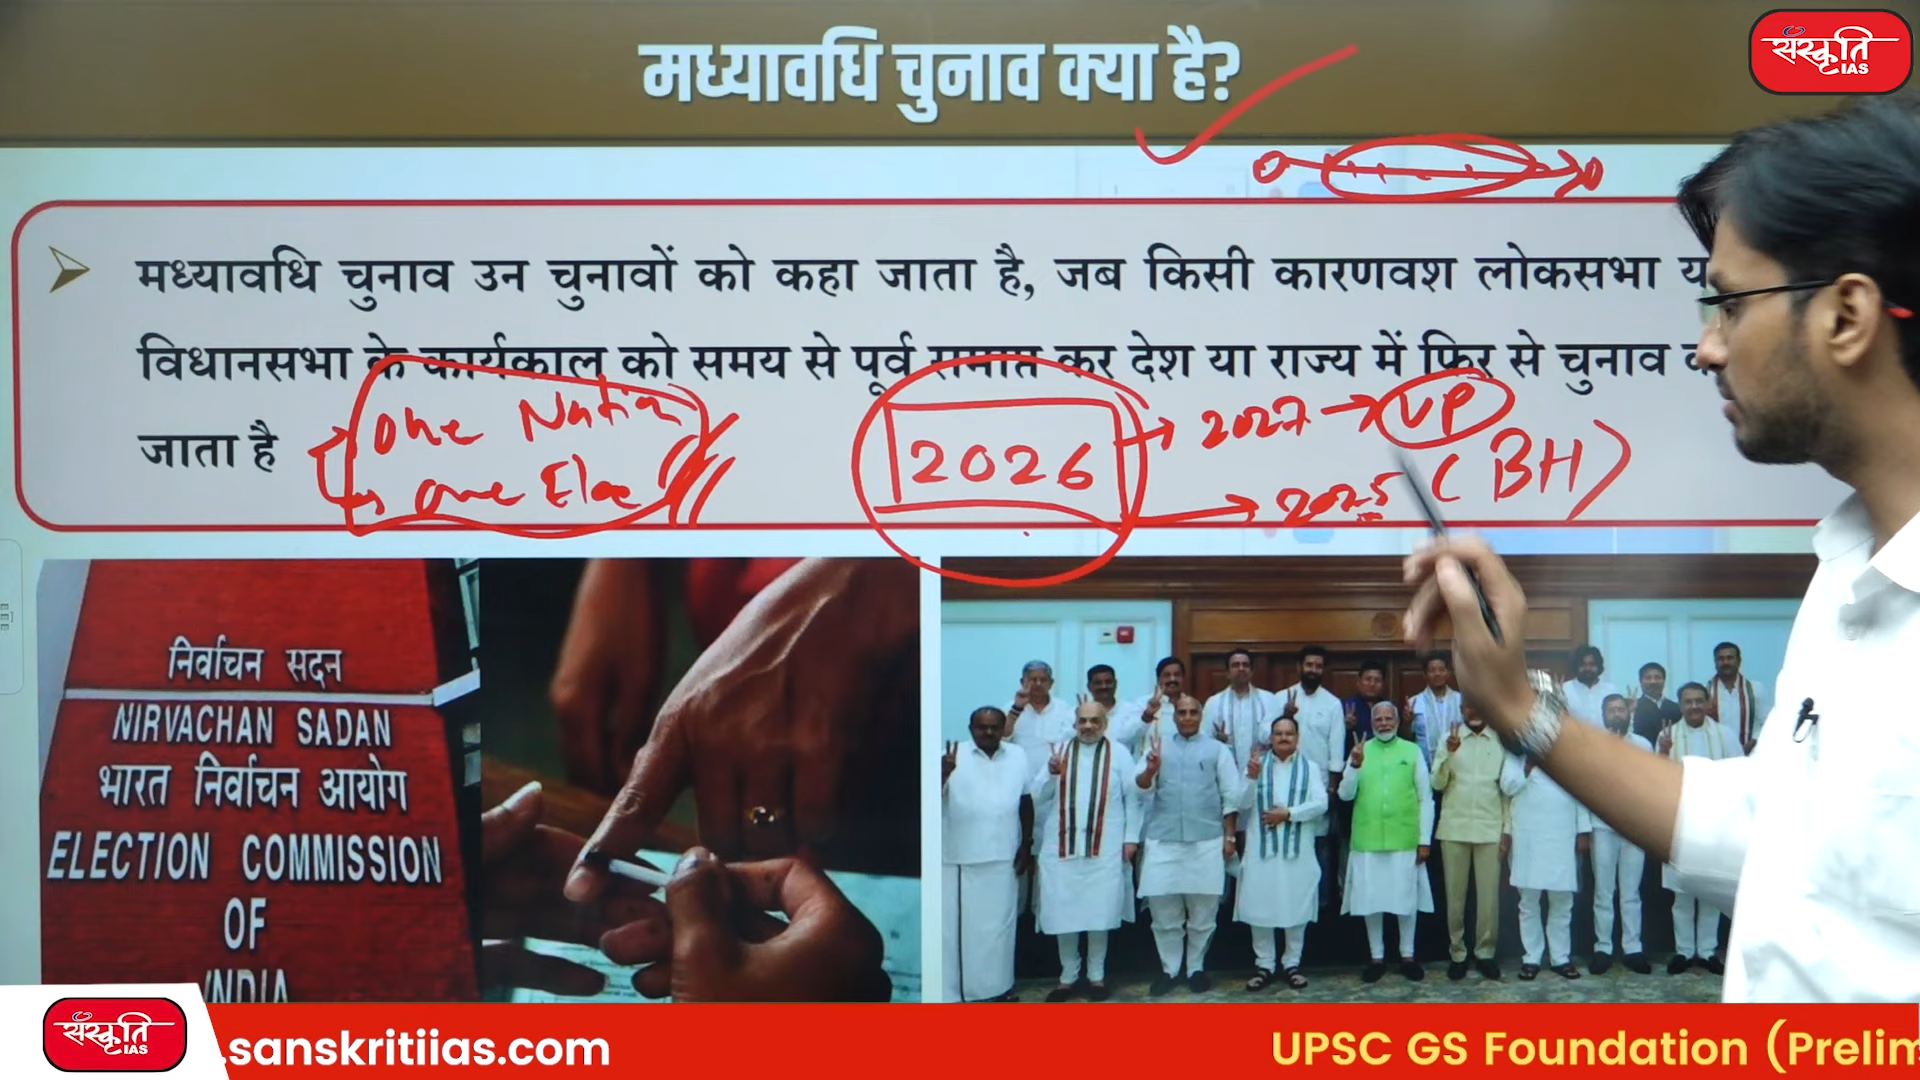 मध्यावधि चुनाव क्या है?
संस्कृति
IAS
मध्यावधि चुनाव उन चुनावों को कहा जाता है, जब किसी कारणवश लोकसभा
विधानसभा के कार्यकाल को समय से पूर्व समाप्त कर देश या राज्य में फिर से चुनाव
जाता है
One Nation
One Elec
2026
2027 → UP
2025 (BH)
निर्वाचन सदन
NIRVACHAN SADAN
भारत निर्वाचन आयोग
ELECTION COMMISSION
OF
INDIA
संस्कृति
IAS
.sanskritiias.com
UPSC GS Foundation (Prelim